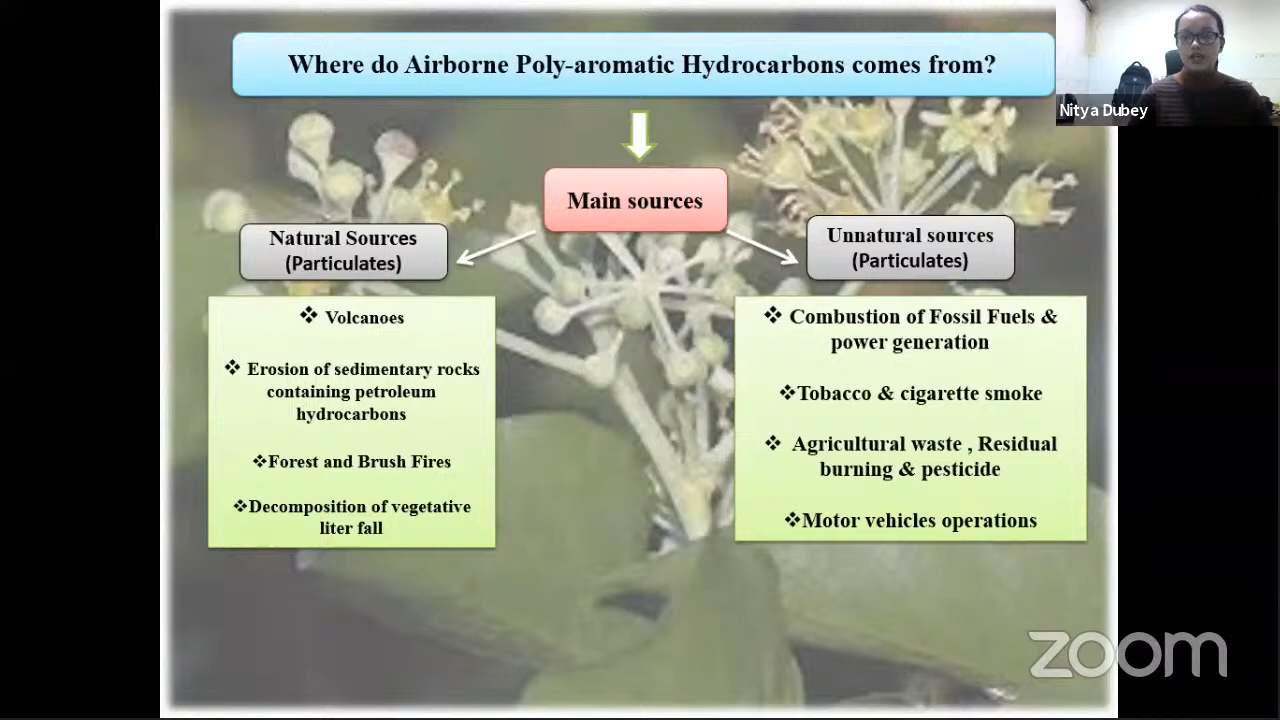 Where do Airborne Poly-aromatic Hydrocarbons comes from?
Nitya Dubey
Main sources
Natural Sources
(Particulates)
Unnatural sources
(Particulates)
❖ Volcanoes
❖ Erosion of sedimentary rocks
containing petroleum
hydrocarbons
❖Forest and Brush Fires
❖Decomposition of vegetative
liter fall
❖ Combustion of Fossil Fuels &
power generation
❖Tobacco & cigarette smoke
❖ Agricultural waste , Residual
burning & pesticide
❖Motor vehicles operations
zoom